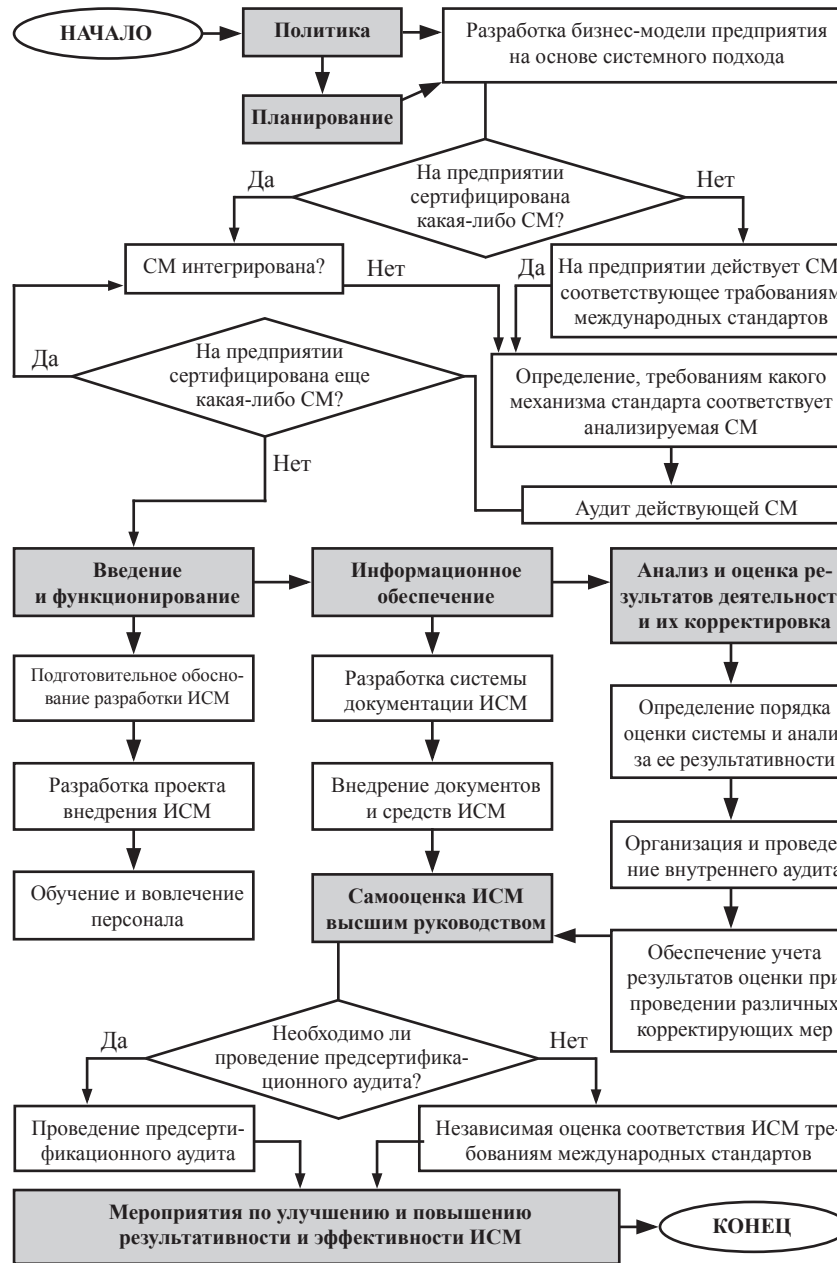 НАЧАЛО
Политика
Разработка бизнес-модели предприятия
на основе системного подхода
Планирование
На предприятии
сертифицирована
какая-либо СМ?
Да
Нет
СМ интегрирована?
Нет
Да
На предприятии действует СМ
соответствующее трабованиям
международных стандартов
Да
На предприятии
сертифицирована еще
какая-либо СМ?
Определение, требованиям какого
механизма стандарта соответствует
анализируемая СМ
Нет
Аудит действующей СМ
Введение
и функционирование
Информационное
обеспечение
Анализ и оценка ре-
зультатов деятельност
и их корректировка
Подготовительное обосно-
вание разработки ИСМ
Разработка системы
документации ИСМ
Определение порядка
оценки системы и анали
за ее результативности
Разработка проекта
внедрения ИСМ
Внедрение документов
и средств ИСМ
Организация и проведе
ние внутреннего аудита
Обучение и вовлечение
персонала
Самооценка ИСМ
высшим руководством
Обеспечение учета
результатов оценки при
проведении различных
корректирующих мер
Да
Необходимо ли
проведение предсертифика-
ционного аудита?
Нет
Проведение предсерти-
фикационного аудита
Независимая оценка соответствия ИСМ тре-
бованиям международных стандартов
Мероприятия по улучшению и повышению
результативности и эффективности ИСМ
КОНЕЦ